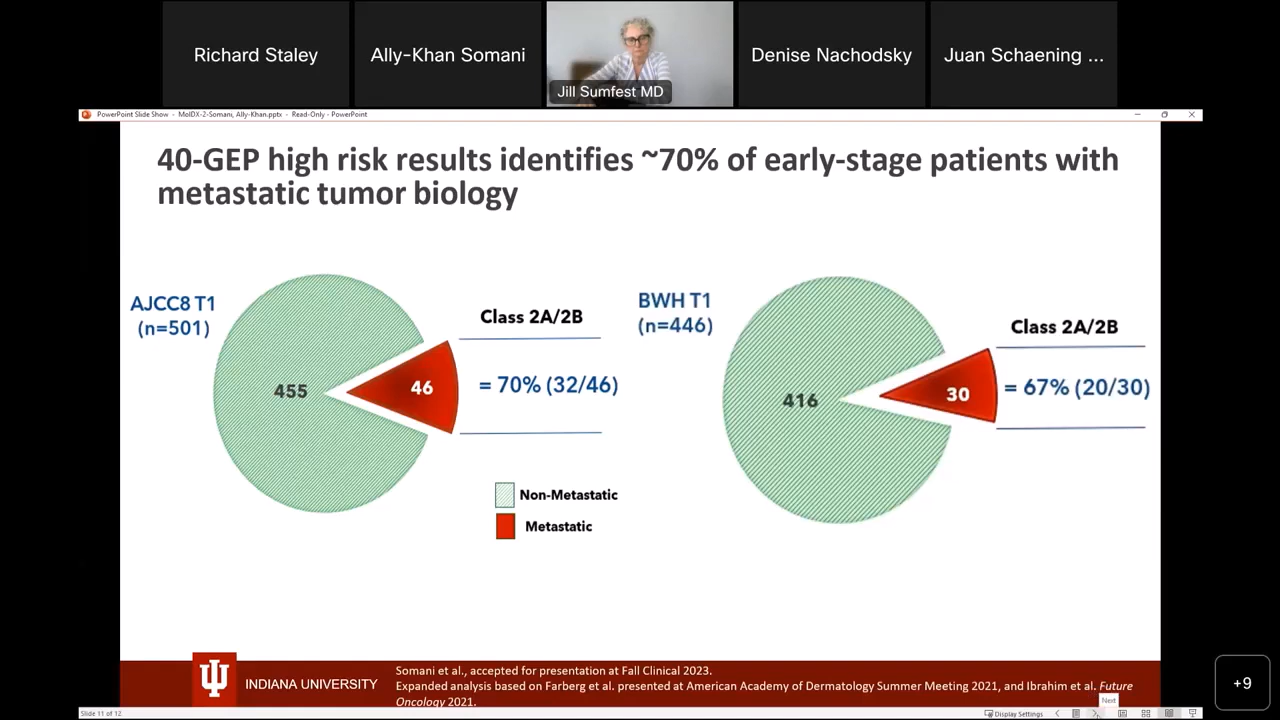 Richard Staley
Ally-Khan Somani
Jill Sumfest MD
Denise Nachodsky
Juan Schaening ...
PowerPoint Slide Show - MolDX-2-Somani, Ally-Khan.pptx - Read-Only - PowerPoint
40-GEP high risk results identifies ~70% of early-stage patients with
metastatic tumor biology
AJCC8 T1
(n=501)
455
46
Class 2A/2B
= 70% (32/46)
BWH T1
(n=446)
416
30
Class 2A/2B
= 67% (20/30)
Non-Metastatic
Metastatic
INDIANA UNIVERSITY
Somani et al., accepted for presentation at Fall Clinical 2023.
Expanded analysis based on Farberg et al. presented at American Academy of Dermatology Summer Meeting 2021, and Ibrahim et al. Future
Oncology 2021.
Next
+9
Slide 11 of 12
Display Settings